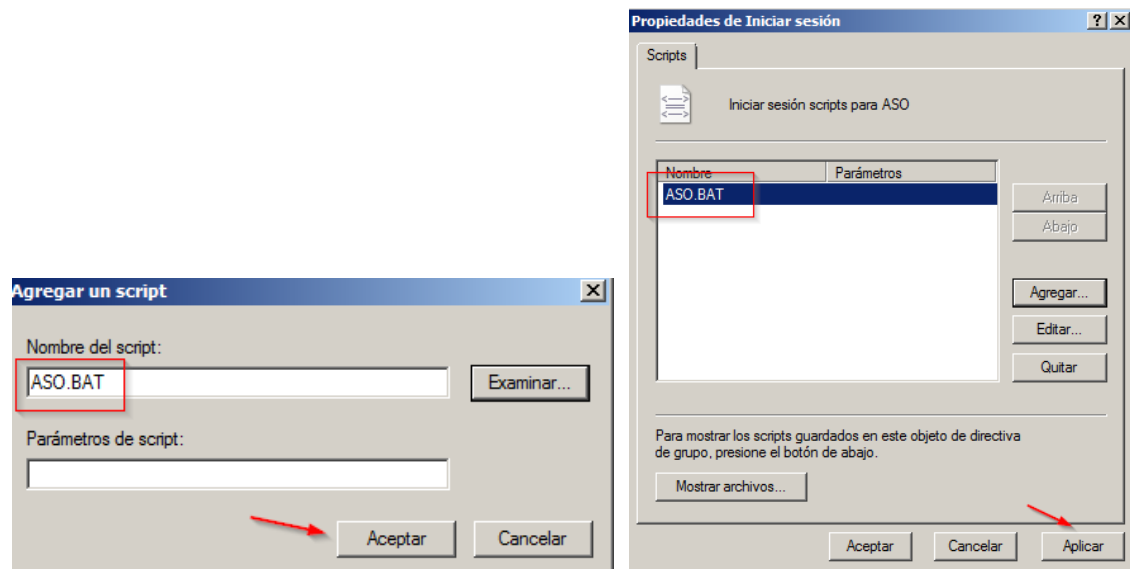 Agregar un script
Nombre del script:
ASO.BAT
Examinar...
Parámetros de script:
Aceptar
Cancelar
Propiedades de Iniciar sesión
Scripts
Iniciar sesión scripts para ASO
Nombre
Parámetros
ASO.BAT
Arriba
Abajo
Agregar...
Editar...
Quitar
Para mostrar los scripts guardados en este objeto de directiva
de grupo, presione el botón de abajo.
Mostrar archivos...
Aceptar
Cancelar
Aplicar